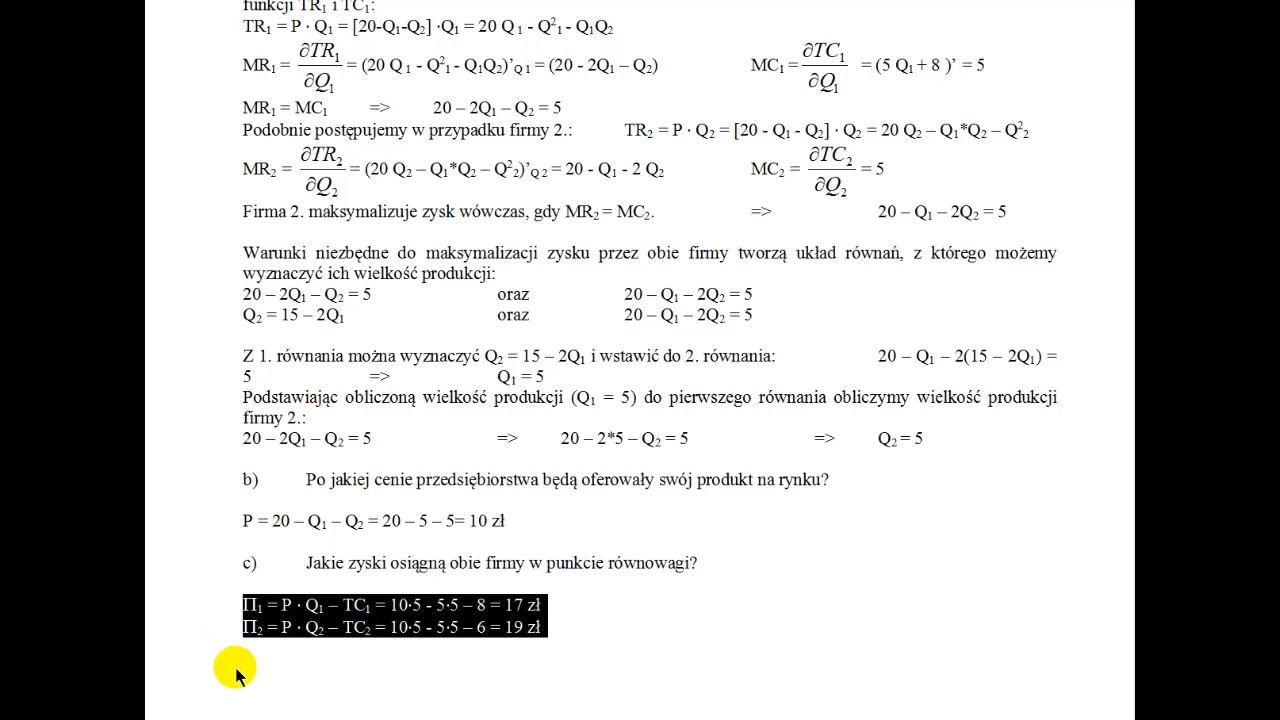 funkcji TR₁ i TC₁:
TR₁ = P · Q₁ = [20-Q₁-Q₂] ·Q₁ = 20 Q ₁ - Q²₁ - Q₁Q₂
MR₁ = ∂TR₁/∂Q₁ = (20 Q ₁ - Q²₁ - Q₁Q₂)’Q ₁ = (20 - 2Q₁ – Q₂) MC₁ = ∂TC₁/∂Q₁ = (5 Q₁ + 8 )’ = 5
MR₁ = MC₁ => 20 – 2Q₁ – Q₂ = 5
Podobnie postępujemy w przypadku firmy 2.: TR₂ = P · Q₂ = [20 - Q₁ - Q₂] · Q₂ = 20 Q₂ – Q₁*Q₂ – Q²₂
MR₂ = ∂TR₂/∂Q₂ = (20 Q₂ – Q₁*Q₂ – Q²₂)’Q ₂ = 20 - Q₁ - 2 Q₂ MC₂ = ∂TC₂/∂Q₂ = 5
Firma 2. maksymalizuje zysk wówczas, gdy MR₂ = MC₂. => 20 – Q₁ – 2Q₂ = 5
Warunki niezbędne do maksymalizacji zysku przez obie firmy tworzą układ równań, z którego możemy
wyznaczyć ich wielkość produkcji:
20 – 2Q₁ – Q₂ = 5 oraz 20 – Q₁ – 2Q₂ = 5
Q₂ = 15 – 2Q₁ oraz 20 – Q₁ – 2Q₂ = 5
Z 1. równania można wyznaczyć Q₂ = 15 – 2Q₁ i wstawić do 2. równania: 20 – Q₁ – 2(15 – 2Q₁) =
5 => Q₁ = 5
Podstawiając obliczoną wielkość produkcji (Q₁ = 5) do pierwszego równania obliczymy wielkość produkcji
firmy 2.:
20 – 2Q₁ – Q₂ = 5 => 20 – 2*5 – Q₂ = 5 => Q₂ = 5
b) Po jakiej cenie przedsiębiorstwa będą oferowały swój produkt na rynku?
P = 20 – Q₁ – Q₂ = 20 – 5 – 5= 10 zł
c) Jakie zyski osiągną obie firmy w punkcie równowagi?
Π₁ = P · Q₁ – TC₁ = 10·5 - 5·5 – 8 = 17 zł
Π₂ = P · Q₂ – TC₂ = 10·5 - 5·5 – 6 = 19 zł